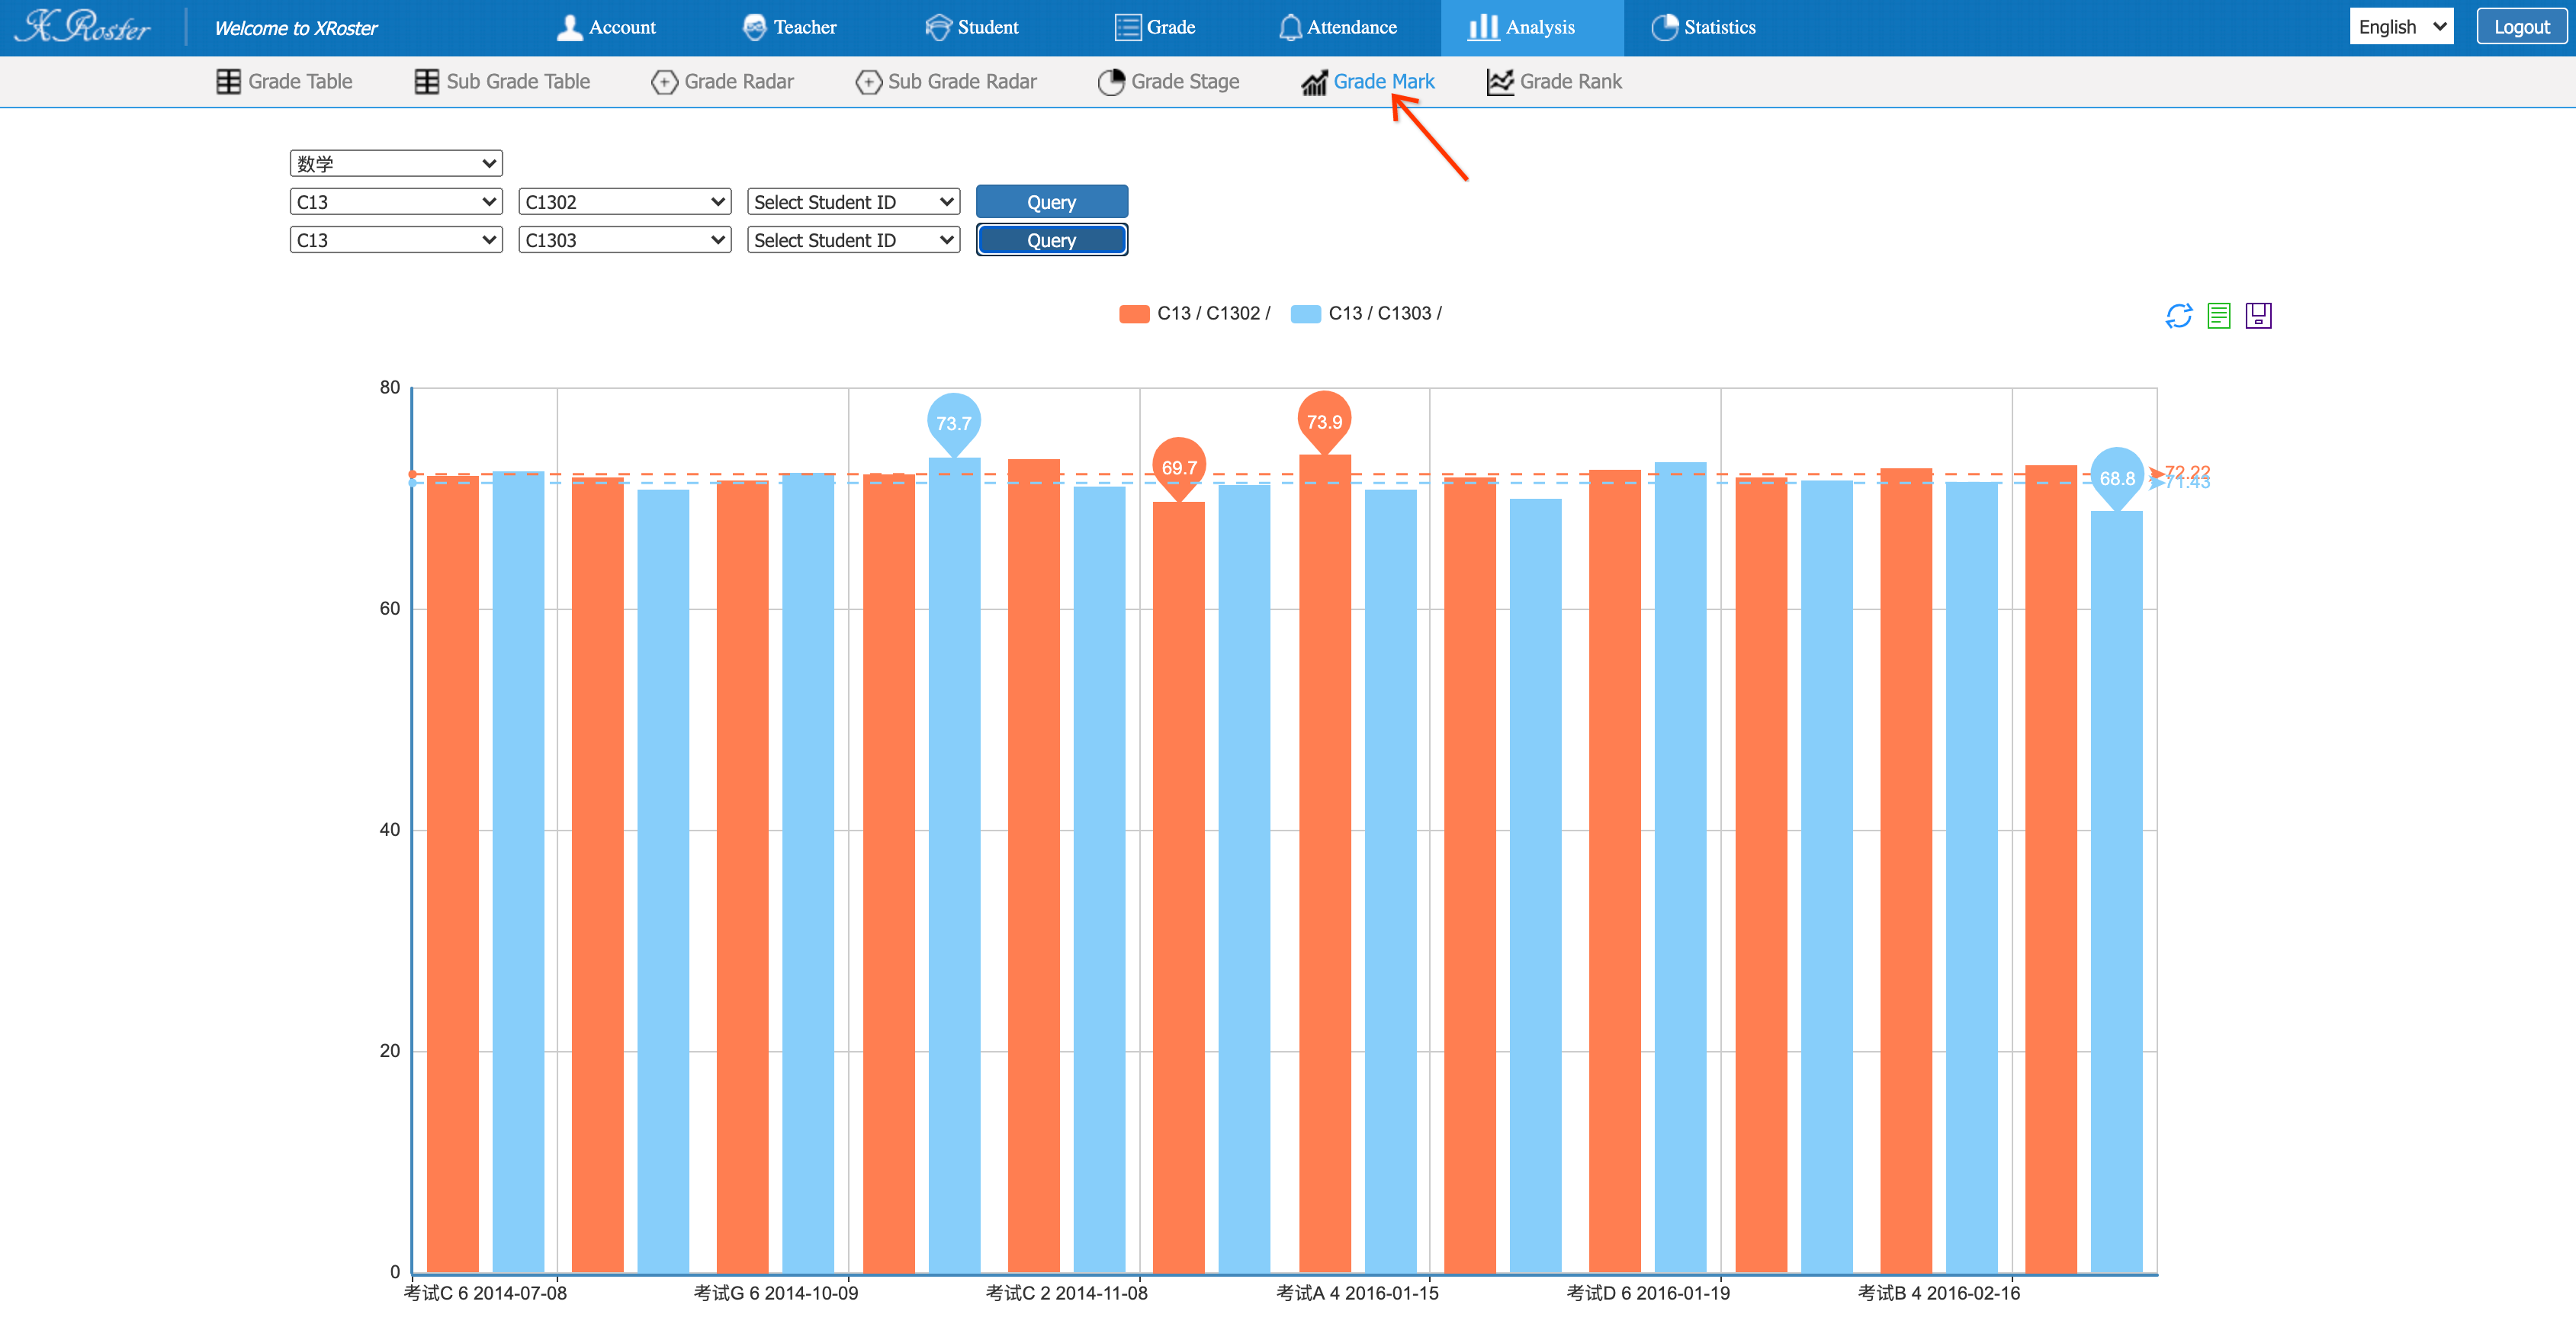 X Roster
Welcome to XRoster
Account
Teacher
Student
Grade
Attendance
Analysis
Statistics
English
Logout
Grade Table
Sub Grade Table
Grade Radar
Sub Grade Radar
Grade Stage
Grade Mark
Grade Rank
数学
C13
C1302
Select Student ID
Query
C13
C1303
Select Student ID
Query
C13 / C1302 /
C13 / C1303 /
80
60
40
20
0
73.7
69.7
73.9
68.8
72.22
71.43
考试C 6 2014-07-08
考试G 6 2014-10-09
考试C 2 2014-11-08
考试A 4 2016-01-15
考试D 6 2016-01-19
考试B 4 2016-02-16